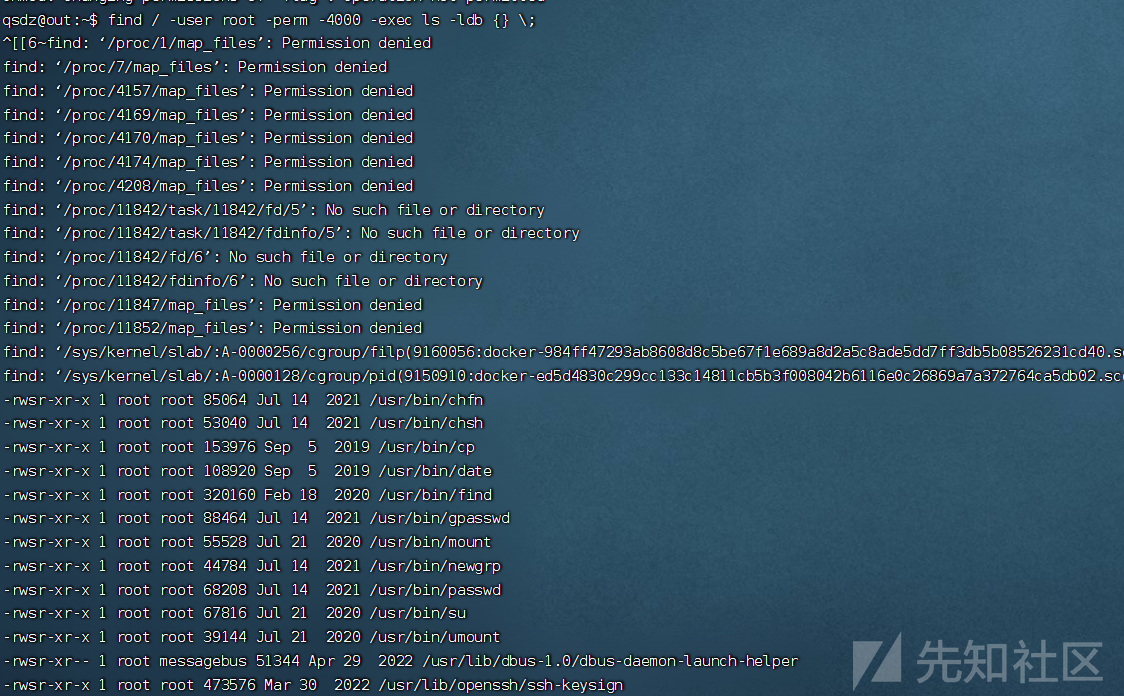 qsdz@out:~$ find / -user root -perm -4000 -exec ls -ldb {} \;
^[[6~find: ‘/proc/1/map_files’: Permission denied
find: ‘/proc/7/map_files’: Permission denied
find: ‘/proc/4157/map_files’: Permission denied
find: ‘/proc/4169/map_files’: Permission denied
find: ‘/proc/4170/map_files’: Permission denied
find: ‘/proc/4174/map_files’: Permission denied
find: ‘/proc/4208/map_files’: Permission denied
find: ‘/proc/11842/task/11842/fd/5’: No such file or directory
find: ‘/proc/11842/task/11842/fdinfo/5’: No such file or directory
find: ‘/proc/11842/fd/6’: No such file or directory
find: ‘/proc/11842/fdinfo/6’: No such file or directory
find: ‘/proc/11847/map_files’: Permission denied
find: ‘/proc/11852/map_files’: Permission denied
find: ‘/sys/kernel/slab/:A-0000256/cgroup/filp(9160056:docker-984ff47293ab8608d8c5be67f1e689a8d2a5c8ade5dd7ff3db5b08526231cd40.sc
find: ‘/sys/kernel/slab/:A-0000128/cgroup/pid(9150910:docker-ed5d4830c299cc133c14811cb5b3f008042b6116e0c26869a7a372764ca5db02.sc
-rwsr-xr-x 1 root root 85064 Jul 14  2021 /usr/bin/chfn
-rwsr-xr-x 1 root root 53040 Jul 14  2021 /usr/bin/chsh
-rwsr-xr-x 1 root root 153976 Sep  5  2019 /usr/bin/cp
-rwsr-xr-x 1 root root 108920 Sep  5  2019 /usr/bin/date
-rwsr-xr-x 1 root root 320160 Feb 18  2020 /usr/bin/find
-rwsr-xr-x 1 root root 88464 Jul 14  2021 /usr/bin/gpasswd
-rwsr-xr-x 1 root root 55528 Jul 21  2020 /usr/bin/mount
-rwsr-xr-x 1 root root 44784 Jul 14  2021 /usr/bin/newgrp
-rwsr-xr-x 1 root root 68208 Jul 14  2021 /usr/bin/passwd
-rwsr-xr-x 1 root root 67816 Jul 21  2020 /usr/bin/su
-rwsr-xr-x 1 root root 39144 Jul 21  2020 /usr/bin/umount
-rwsr-xr-- 1 root messagebus 51344 Apr 29  2022 /usr/lib/dbus-1.0/dbus-daemon-launch-helper
-rwsr-xr-x 1 root root 473576 Mar 30  2022 /usr/lib/openssh/ssh-keysign
先知社区